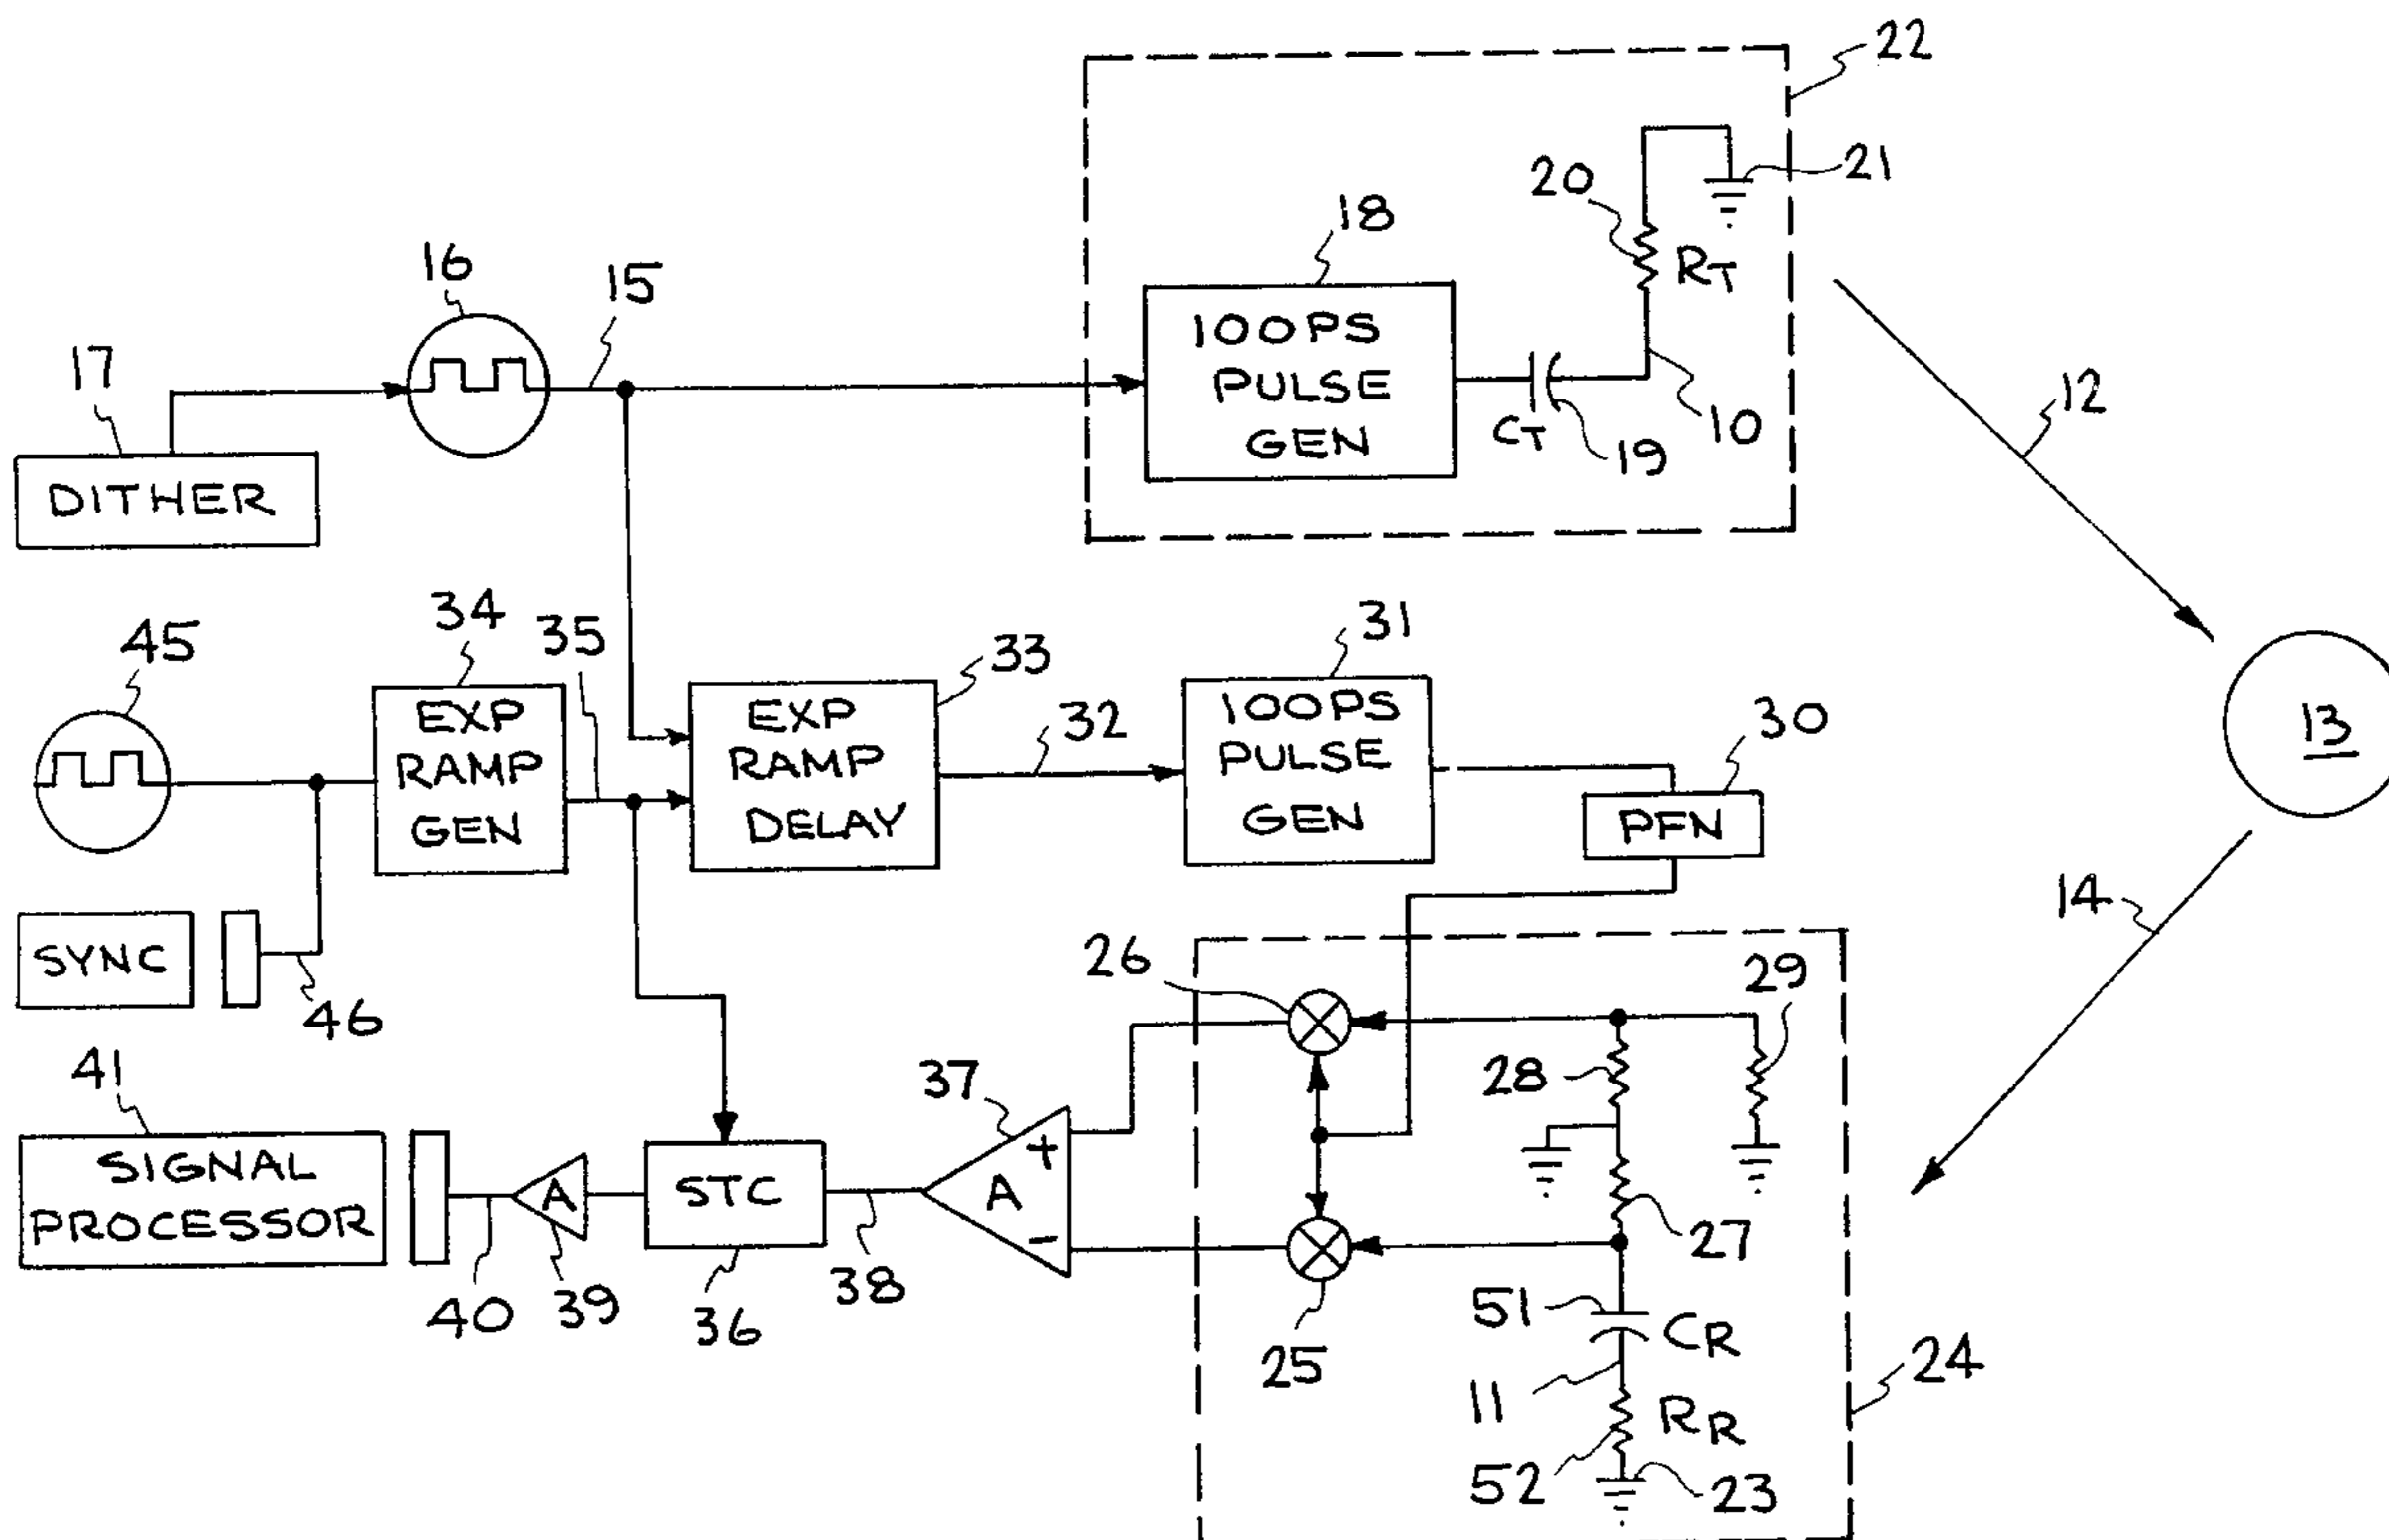 22
20
21
18
RT
16
15
100PS
PULSE
GEN
CT
19
10
12
17
DITHER
34
35
33
31
45
EXP
RAMP
GEN
EXP
RAMP
DELAY
32
100PS
PULSE
GEN
30
PFN
13
14
SYNC
46
26
29
41
37
28
SIGNAL
PROCESSOR
A
STC
A
+
-
27
40
39
36
38
25
51
CR
11
RR
52
23
24